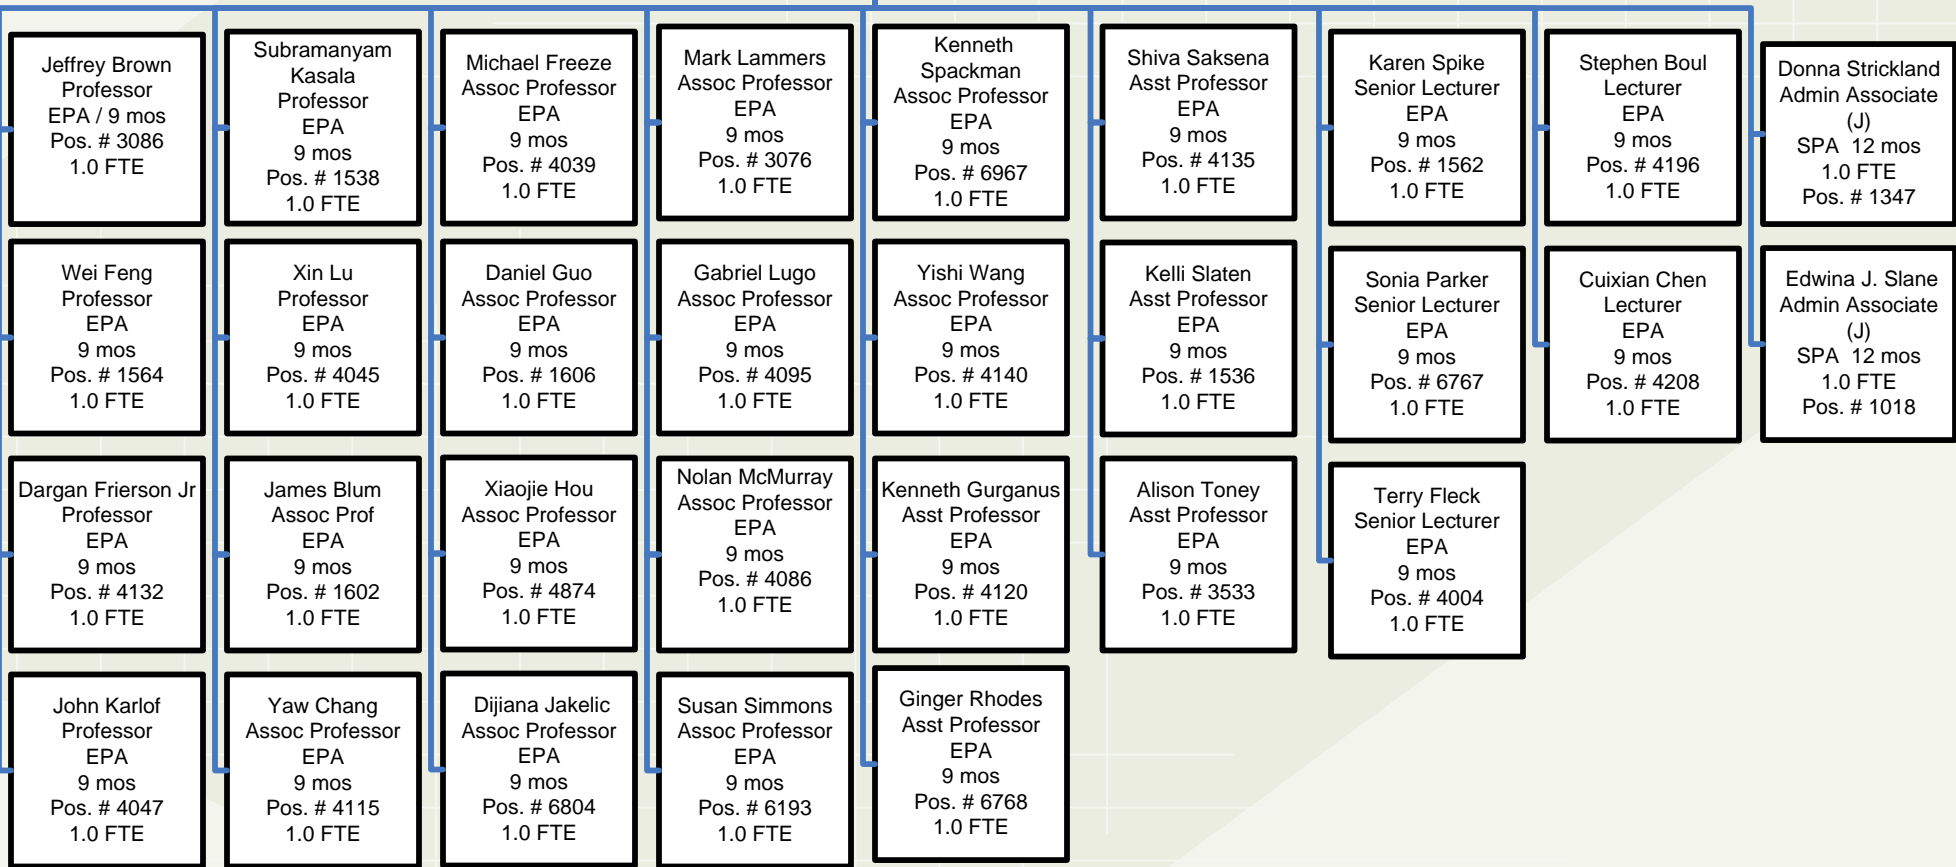 Jeffrey Brown
Professor
EPA / 9 mos
Pos. # 3086
1.0 FTE
Subramanyam
Kasala
Professor
EPA
9 mos
Pos. # 1538
1.0 FTE
Michael Freeze
Assoc Professor
EPA
9 mos
Pos. # 4039
1.0 FTE
Mark Lammers
Assoc Professor
EPA
9 mos
Pos. # 3076
1.0 FTE
Kenneth
Spackman
Assoc Professor
EPA
9 mos
Pos. # 6967
1.0 FTE
Shiva Saksena
Asst Professor
EPA
9 mos
Pos. # 4135
1.0 FTE
Karen Spike
Senior Lecturer
EPA
9 mos
Pos. # 1562
1.0 FTE
Stephen Boul
Lecturer
EPA
9 mos
Pos. # 4196
1.0 FTE
Donna Strickland
Admin Associate
(J)
SPA 12 mos
1.0 FTE
Pos. # 1347
Wei Feng
Professor
EPA
9 mos
Pos. # 1564
1.0 FTE
Xin Lu
Professor
EPA
9 mos
Pos. # 4045
1.0 FTE
Daniel Guo
Assoc Professor
EPA
9 mos
Pos. # 1606
1.0 FTE
Gabriel Lugo
Assoc Professor
EPA
9 mos
Pos. # 4095
1.0 FTE
Yishi Wang
Assoc Professor
EPA
9 mos
Pos. # 4140
1.0 FTE
Kelli Slaten
Asst Professor
EPA
9 mos
Pos. # 1536
1.0 FTE
Sonia Parker
Senior Lecturer
EPA
9 mos
Pos. # 6767
1.0 FTE
Cuixian Chen
Lecturer
EPA
9 mos
Pos. # 4208
1.0 FTE
Edwina J. Slane
Admin Associate
(J)
SPA 12 mos
1.0 FTE
Pos. # 1018
Dargan Frierson Jr
Professor
EPA
9 mos
Pos. # 4132
1.0 FTE
James Blum
Assoc Prof
EPA
9 mos
Pos. # 1602
1.0 FTE
Xiaojie Hou
Assoc Professor
EPA
9 mos
Pos. # 4874
1.0 FTE
Nolan McMurray
Assoc Professor
EPA
9 mos
Pos. # 4086
1.0 FTE
Kenneth Gurganus
Asst Professor
EPA
9 mos
Pos. # 4120
1.0 FTE
Alison Toney
Asst Professor
EPA
9 mos
Pos. # 3533
1.0 FTE
Terry Fleck
Senior Lecturer
EPA
9 mos
Pos. # 4004
1.0 FTE
John Karlof
Professor
EPA
9 mos
Pos. # 4047
1.0 FTE
Yaw Chang
Assoc Professor
EPA
9 mos
Pos. # 4115
1.0 FTE
Dijiana Jakelic
Assoc Professor
EPA
9 mos
Pos. # 6804
1.0 FTE
Susan Simmons
Assoc Professor
EPA
9 mos
Pos. # 6193
1.0 FTE
Ginger Rhodes
Asst Professor
EPA
9 mos
Pos. # 6768
1.0 FTE